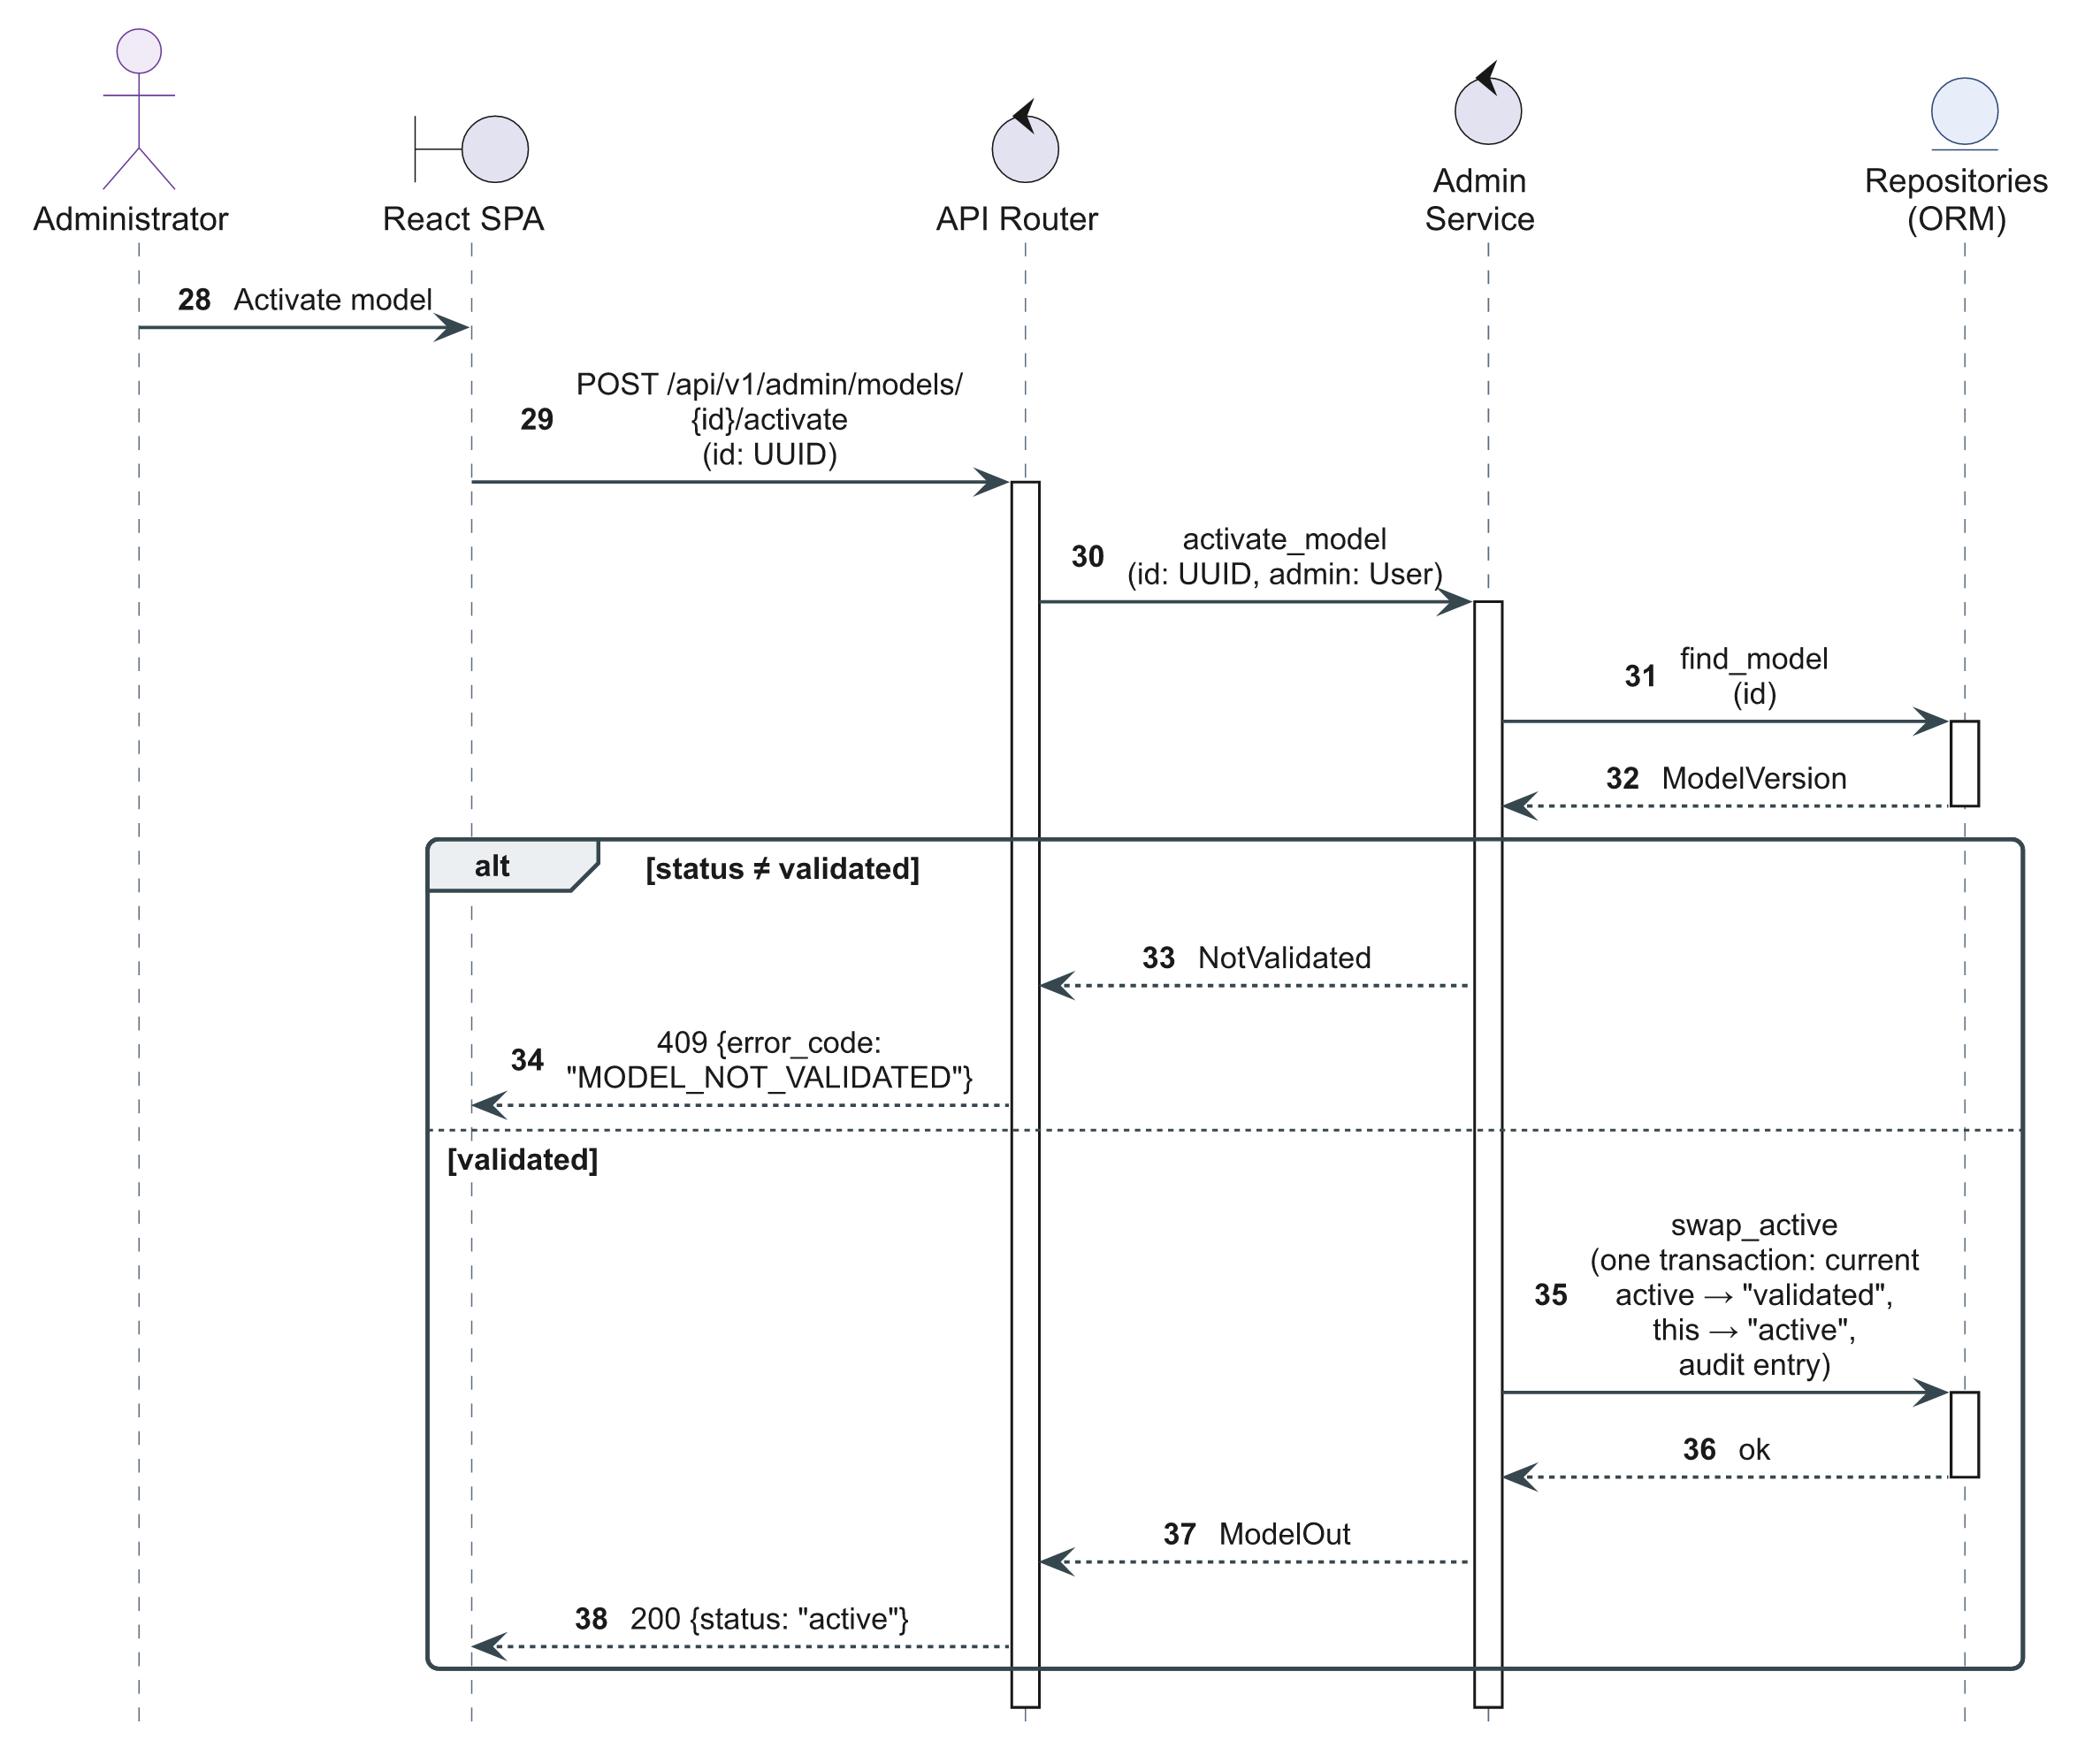 Administrator
React SPA
API Router
Admin
Service
Repositories
(ORM)
28 Activate model
POST /api/v1/admin/models/
29 {id}/activate
(id: UUID)
activate_model
30
(id: UUID, admin: User)
find_model
31
(id)
32 ModelVersion
alt [status ≠ validated]
33 NotValidated
409 {error_code:
34
"MODEL_NOT_VALIDATED"}
[validated]
swap_active
(one transaction: current
35 active → "validated",
this → "active",
audit entry)
36 ok
37 ModelOut
38 200 {status: "active"}